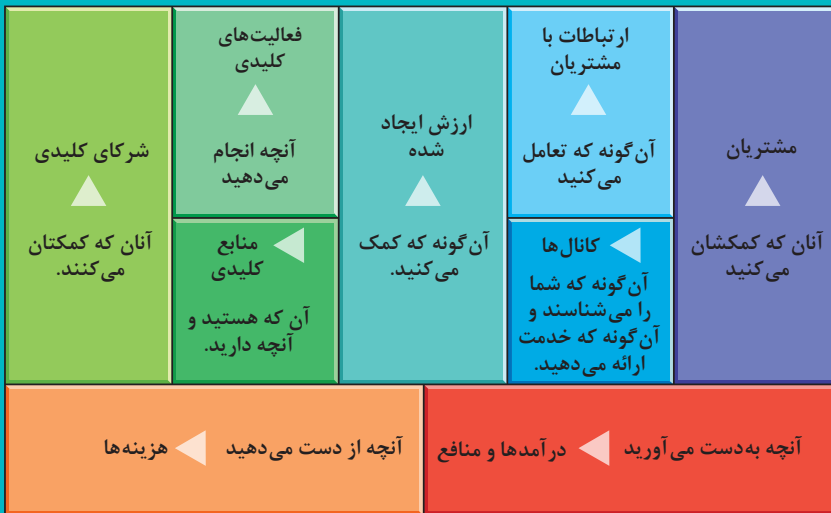 مشتریان
آنان که کمکشان
می‌کنید
ارتباطات با
مشتریان
آن‌گونه که تعامل
می‌کنید
کانال‌ها
آن‌گونه که شما
را می‌شناسند و
آن‌گونه که خدمت
ارائه می‌دهید.
ارزش ایجاد
شده
آن‌گونه که کمک
می‌کنید.
فعالیت‌های
کلیدی
آنچه انجام
می‌دهید
منابع
کلیدی
آن که هستید و
آنچه دارید.
شرکای کلیدی
آنان که کمکتان
می‌کنند.
آنچه به‌دست می‌آورید
درآمدها و منافع
آنچه از دست می‌دهید
هزینه‌ها